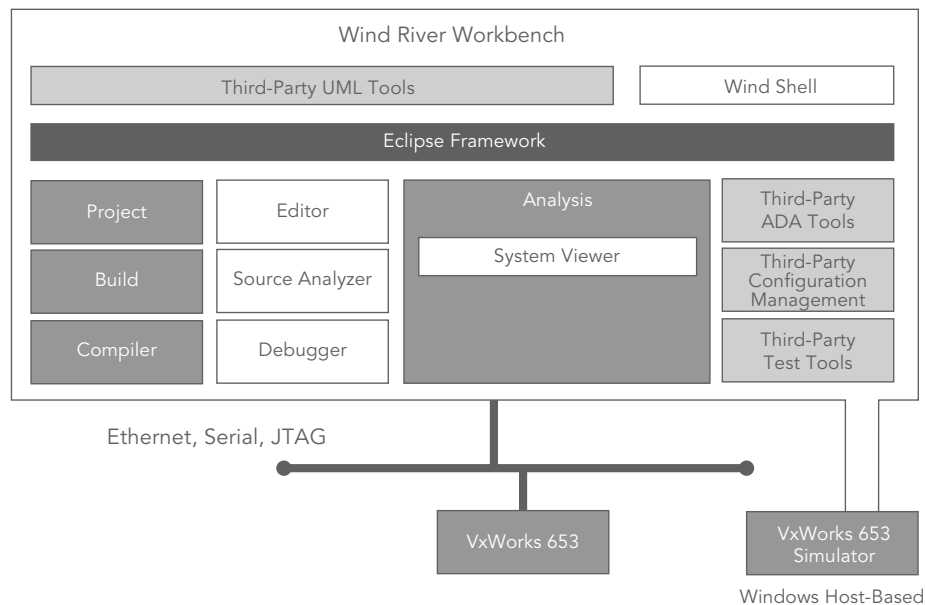 Wind River Workbench
Third-Party UML Tools
Wind Shell
Eclipse Framework
Project
Editor
Analysis
Third-Party
ADA Tools
Build
Source Analyzer
System Viewer
Third-Party
Configuration
Management
Compiler
Debugger
Third-Party
Test Tools
Ethernet, Serial, JTAG
VxWorks 653
VxWorks 653
Simulator
Windows Host-Based